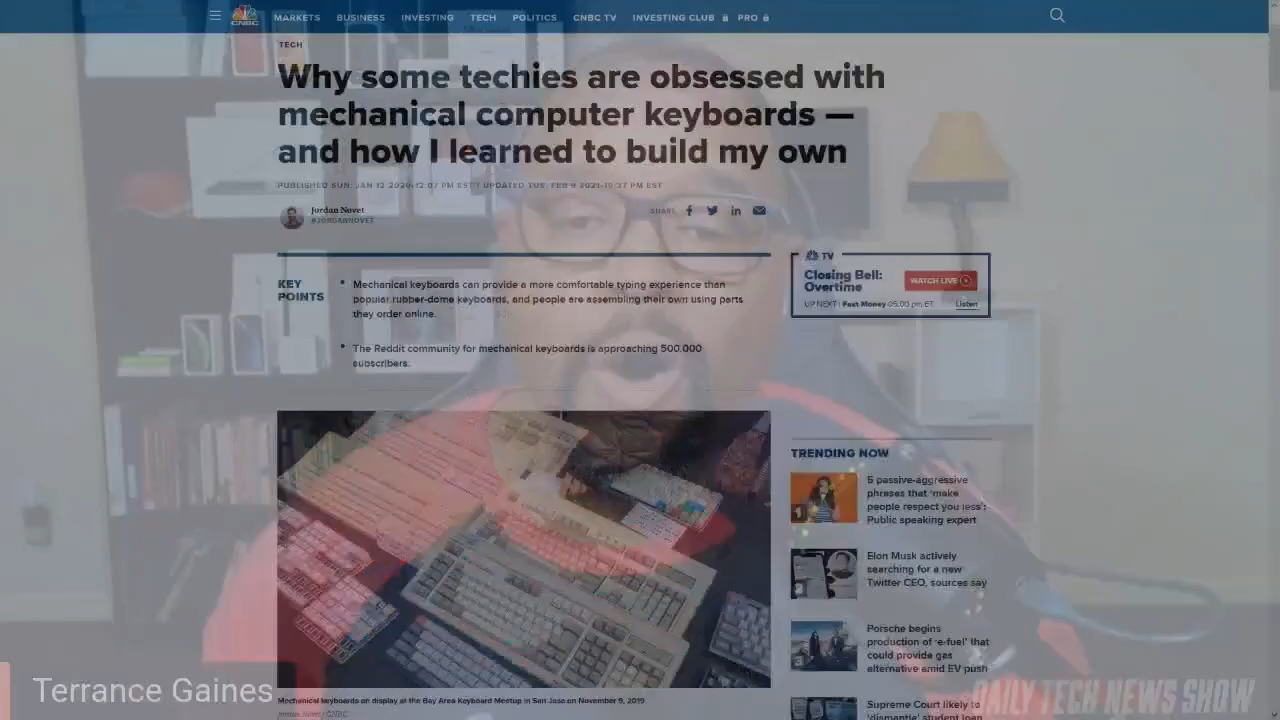 CNBC
MARKETS BUSINESS INVESTING TECH POLITICS CNBC TV INVESTING CLUB PRO
TECH
Why some techies are obsessed with
mechanical computer keyboards —
and how I learned to build my own
PUBLISHED SUN, JAN 12 2020 12:07 PM EST UPDATED TUE, FEB 9 2021 10:37 PM EST
Jordan Novet
@JORDANNOVET
SHARE
KEY
POINTS
Mechanical keyboards can provide a more comfortable typing experience than
popular rubber-dome keyboards, and people are assembling their own using parts
they order online.
The Reddit community for mechanical keyboards is approaching 500,000
subscribers.
TV
Closing Bell:
Overtime
WATCH LIVE
UP NEXT | Fast Money 05:00 pm ET
Listen
Mechanical keyboards on display at the Bay Area Keyboard Meetup in San Jose on November 9, 2019.
Jordan Novet | CNBC
TRENDING NOW
5 passive-aggressive
phrases that 'make
people respect you less':
Public speaking expert
Elon Musk actively
searching for a new
Twitter CEO, sources say
Porsche begins
production of 'e-fuel' that
could provide gas
alternative amid EV push
Supreme Court likely to
'dismantle' student loan
Terrance Gaines
DAILY TECH NEWS SHOW